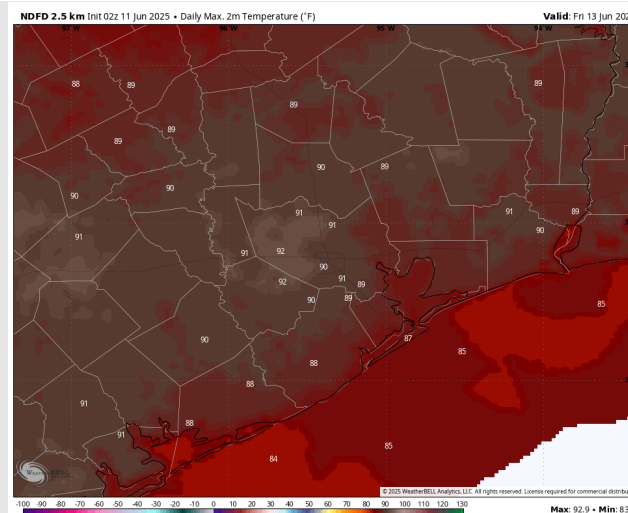 NDFD 2.5 km Init 02z 11 Jun 2025 • Daily Max. 2m Temperature (°F)
Valid: Fri 13 Jun 202
97 W 96 W 95 W 94 W
88 89 89 89
89 89
90 89
90 90
91 91 89
91 91 90
91 92
90
92 91 89
90 89 85
87
90 85
88
88
91
88
91
85
84
WeatherBELL
© 2025 WeatherBELL Analytics, LLC. All rights reserved. License required for commercial distribu
-100 -90 -80 -70 -60 -50 -40 -30 -20 -10 0 10 20 30 40 50 60 70 80 90 100 110 120 130
Max: 92.9 • Min: 83